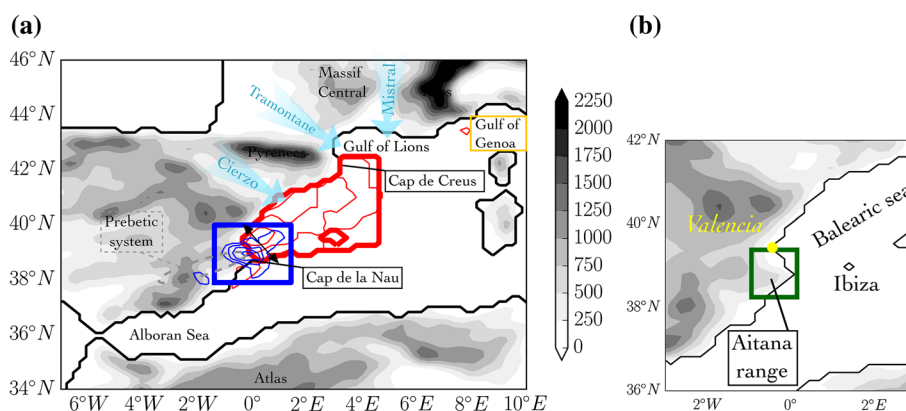 (a)
(b)
46°N
44°N
42°N
40°N
38°N
36°N
34°N
6°W
4°W
2°W
0°
2°E
4°E
6°E
8°E
10°E
Massif
Central
Mistral
Tramontane
Cierzo
Pyrenees
Gulf of Lions
Gulf of
Genoa
Cap de Creus
Prebetic
system
Cap de la Nau
Alboran Sea
Atlas
2250
2000
1750
1500
1250
1000
750
500
250
0
42°N
40°N
38°N
36°N
2°W
0°E
2°E
Valencia
Balearic sea
Ibiza
Aitana
range